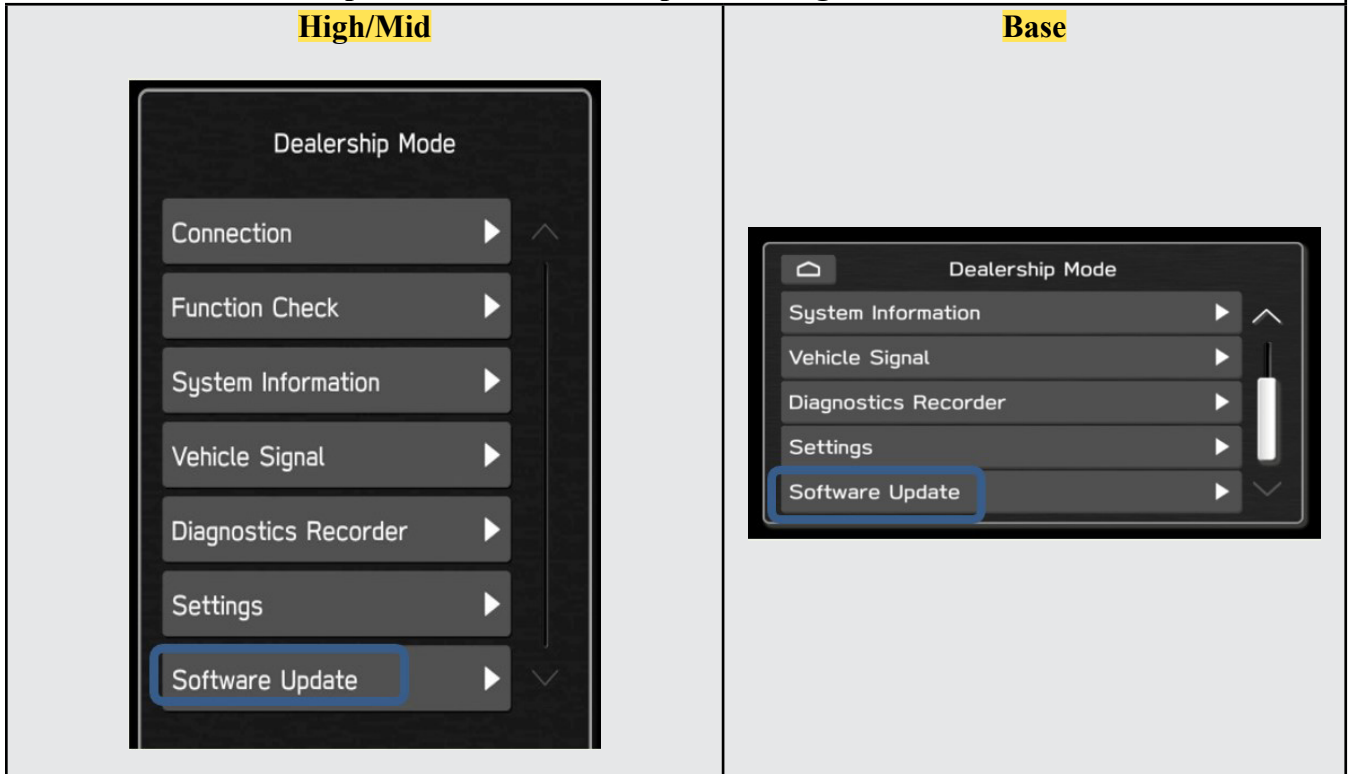 High/Mid
Base
Dealership Mode
Connection
Function Check
System Information
Vehicle Signal
Diagnostics Recorder
Settings
Software Update
Dealership Mode
System Information
Vehicle Signal
Diagnostics Recorder
Settings
Software Update